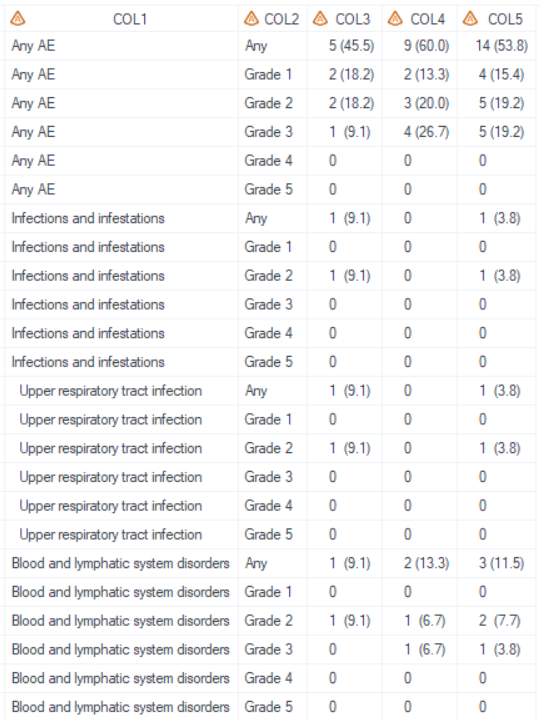 COL1 COL2 COL3 COL4 COL5
Any AE Any 5 (45.5) 9 (60.0) 14 (53.8)
Any AE Grade 1 2 (18.2) 2 (13.3) 4 (15.4)
Any AE Grade 2 2 (18.2) 3 (20.0) 5 (19.2)
Any AE Grade 3 1 (9.1) 4 (26.7) 5 (19.2)
Any AE Grade 4 0 0 0
Any AE Grade 5 0 0 0
Infections and infestations Any 1 (9.1) 0 1 (3.8)
Infections and infestations Grade 1 0 0 0
Infections and infestations Grade 2 1 (9.1) 0 1 (3.8)
Infections and infestations Grade 3 0 0 0
Infections and infestations Grade 4 0 0 0
Infections and infestations Grade 5 0 0 0
Upper respiratory tract infection Any 1 (9.1) 0 1 (3.8)
Upper respiratory tract infection Grade 1 0 0 0
Upper respiratory tract infection Grade 2 1 (9.1) 0 1 (3.8)
Upper respiratory tract infection Grade 3 0 0 0
Upper respiratory tract infection Grade 4 0 0 0
Upper respiratory tract infection Grade 5 0 0 0
Blood and lymphatic system disorders Any 1 (9.1) 2 (13.3) 3 (11.5)
Blood and lymphatic system disorders Grade 1 0 0 0
Blood and lymphatic system disorders Grade 2 1 (9.1) 1 (6.7) 2 (7.7)
Blood and lymphatic system disorders Grade 3 0 1 (6.7) 1 (3.8)
Blood and lymphatic system disorders Grade 4 0 0 0
Blood and lymphatic system disorders Grade 5 0 0 0